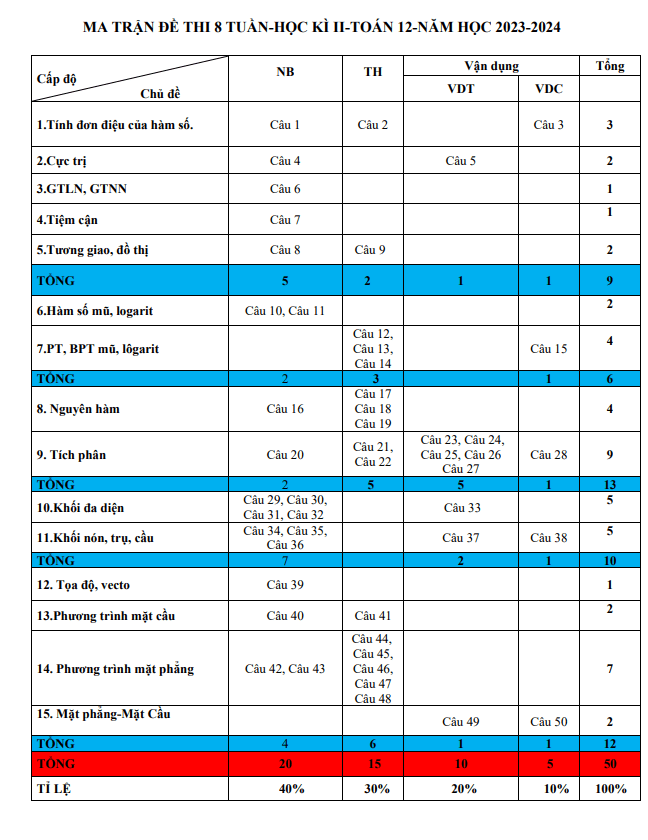 MA TRẬN ĐỀ THI 8 TUẦN-HỌC KÌ II-TOÁN 12-NĂM HỌC 2023-2024
Cấp độ
Chủ đề
NB
TH
Vận dụng
Tổng
VDT
VDC
1.Tính đơn điệu của hàm số.
Câu 1
Câu 2
Câu 3
3
2.Cực trị
Câu 4
Câu 5
2
3.GTLN, GTNN
Câu 6
1
4.Tiệm cận
Câu 7
1
5.Tương giao, đồ thị
Câu 8
Câu 9
2
TỔNG
5
2
1
1
9
6.Hàm số mũ, logarit
Câu 10, Câu 11
2
7.PT, BPT mũ, lôgarit
Câu 12,
Câu 13,
Câu 14
Câu 15
4
TỔNG
2
3
1
6
8. Nguyên hàm
Câu 16
Câu 17
Câu 18
Câu 19
4
9. Tích phân
Câu 20
Câu 21,
Câu 22
Câu 23, Câu 24,
Câu 25, Câu 26
Câu 27
Câu 28
9
TỔNG
2
5
5
1
13
10.Khối đa diện
Câu 29, Câu 30,
Câu 31, Câu 32
Câu 33
5
11.Khối nón, trụ, cầu
Câu 34, Câu 35,
Câu 36
Câu 37
Câu 38
5
TỔNG
7
2
1
10
12. Tọa độ, vecto
Câu 39
1
13.Phương trình mặt cầu
Câu 40
Câu 41
2
14. Phương trình mặt phẳng
Câu 42, Câu 43
Câu 44,
Câu 45,
Câu 46,
Câu 47
Câu 48
7
15. Mặt phẳng-Mặt Cầu
Câu 49
Câu 50
2
TỔNG
4
6
1
1
12
TỔNG
20
15
10
5
50
TỈ LỆ
40%
30%
20%
10%
100%